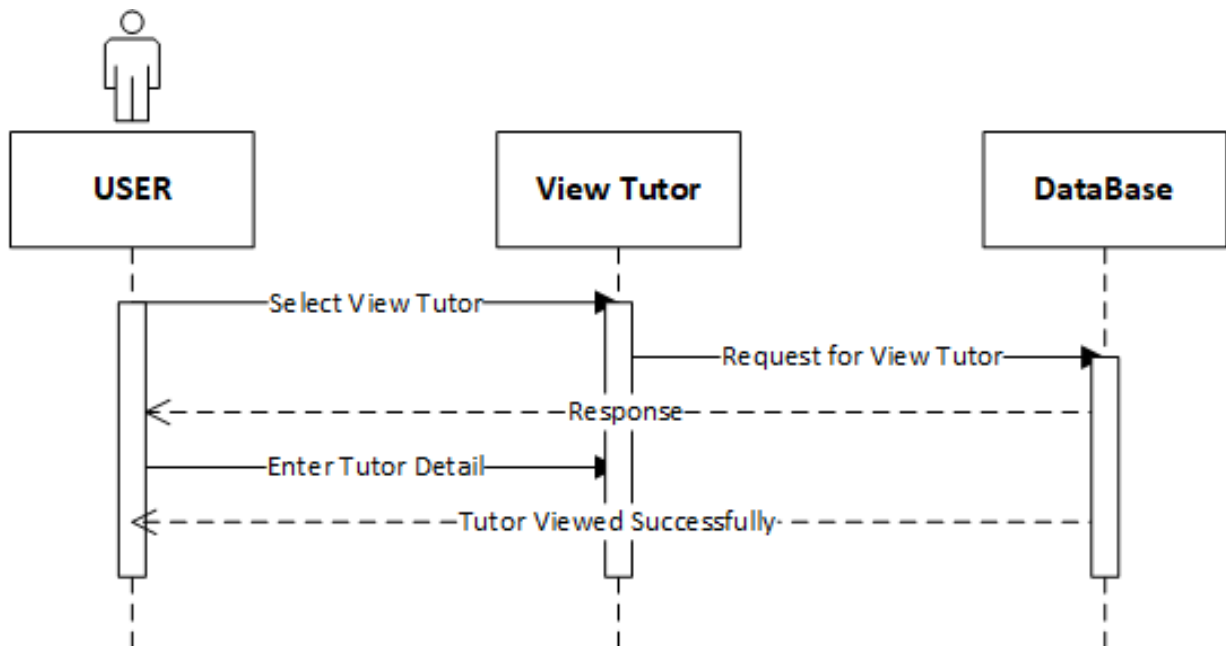 USER
View Tutor
DataBase
Select View Tutor
Request for View Tutor
Response
Enter Tutor Detail
Tutor Viewed Successfully